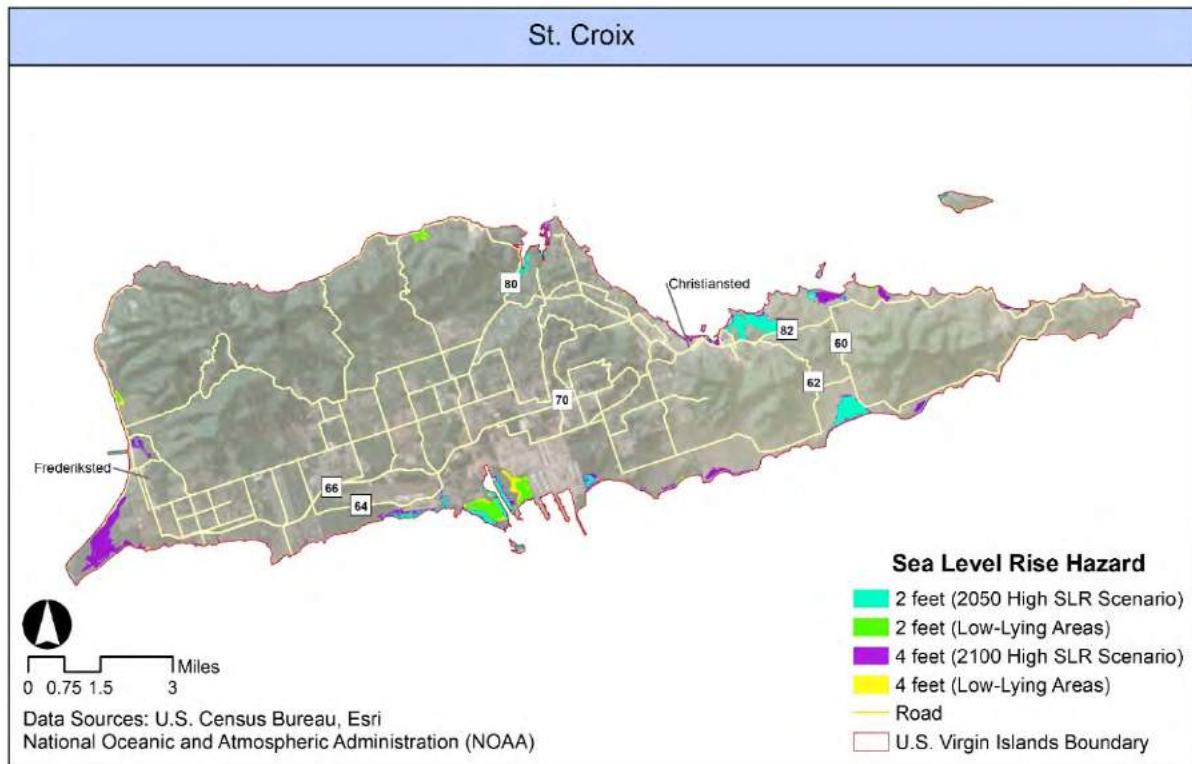 St. Croix
80
Christiansted
82
60
62
70
Frederiksted
66
64
Sea Level Rise Hazard
2 feet (2050 High SLR Scenario)
2 feet (Low-Lying Areas)
4 feet (2100 High SLR Scenario)
4 feet (Low-Lying Areas)
Road
U.S. Virgin Islands Boundary
Miles
0 0.75 1.5 3
Data Sources: U.S. Census Bureau, Esri
National Oceanic and Atmospheric Administration (NOAA)